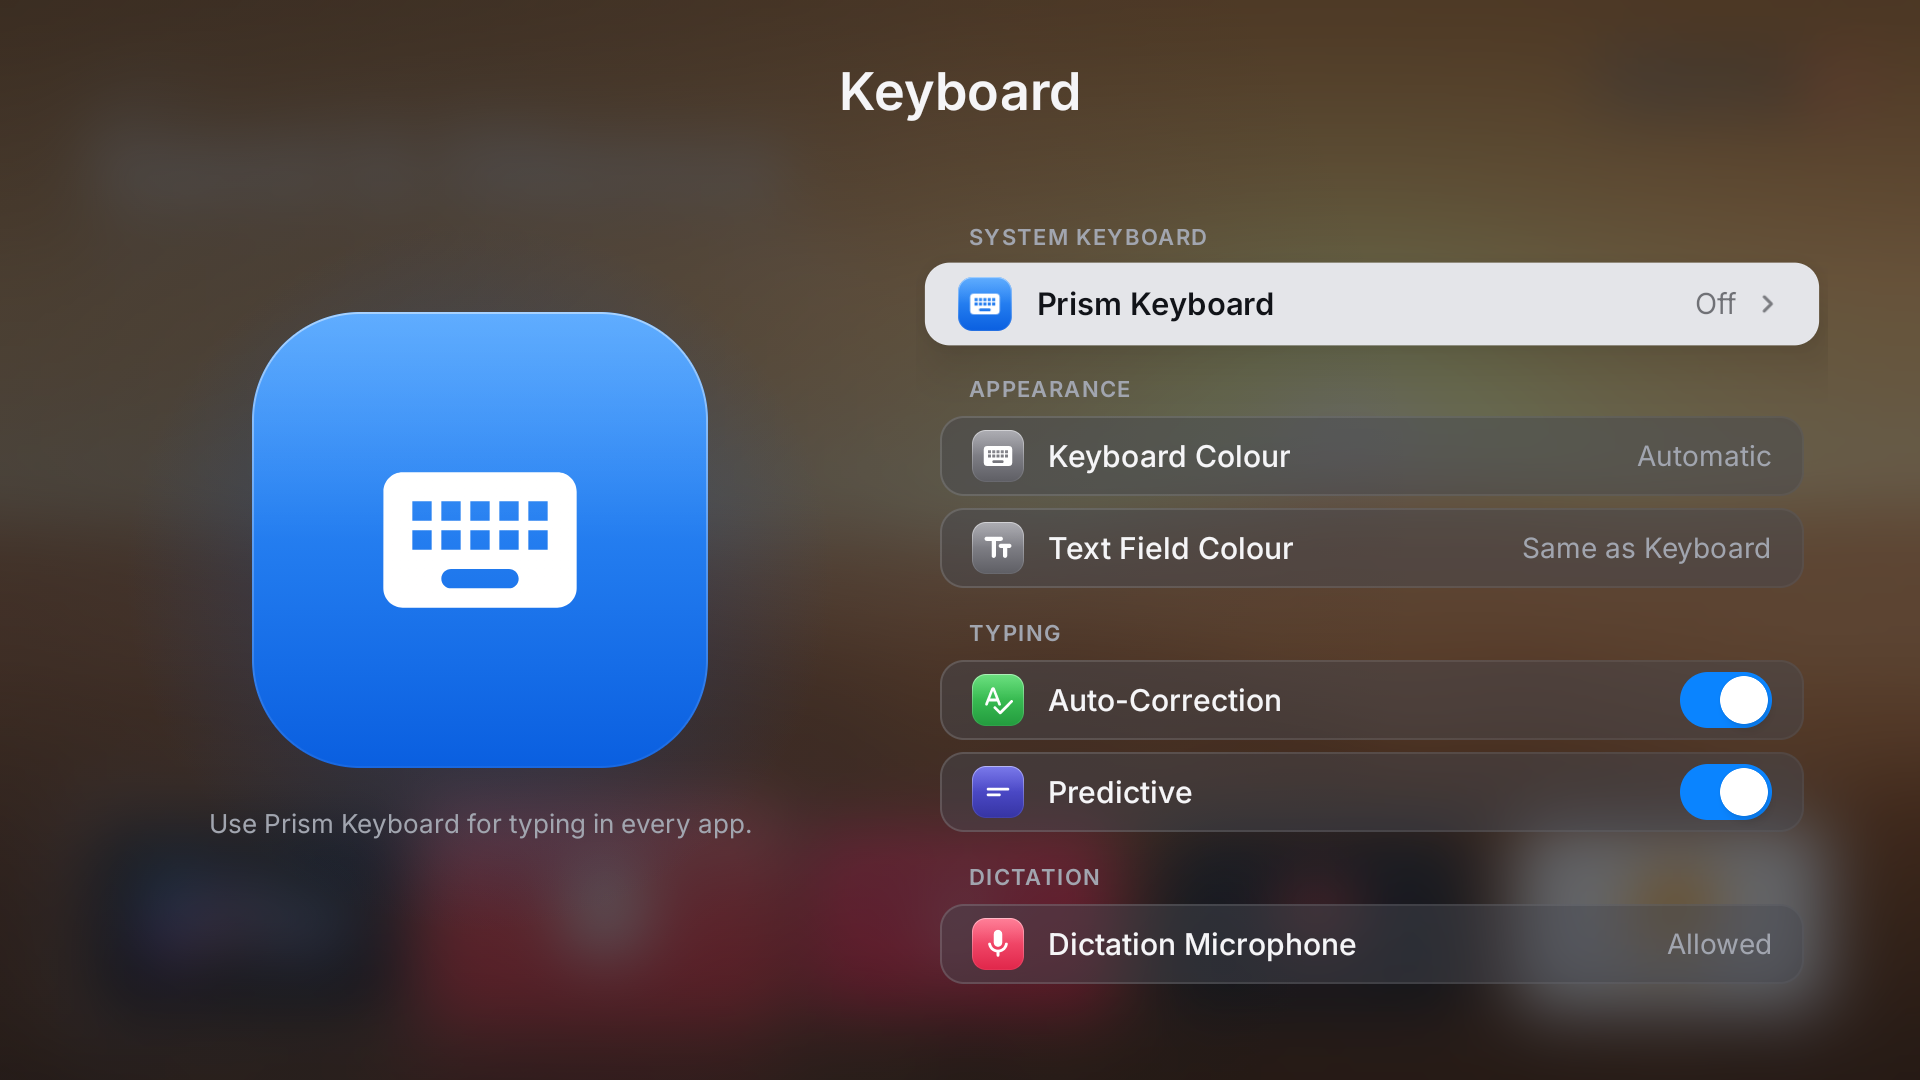 Keyboard
SYSTEM KEYBOARD
Prism Keyboard Off
APPEARANCE
Keyboard Colour Automatic
Text Field Colour Same as Keyboard
TYPING
Auto-Correction
Predictive
DICTATION
Dictation Microphone Allowed
Use Prism Keyboard for typing in every app.